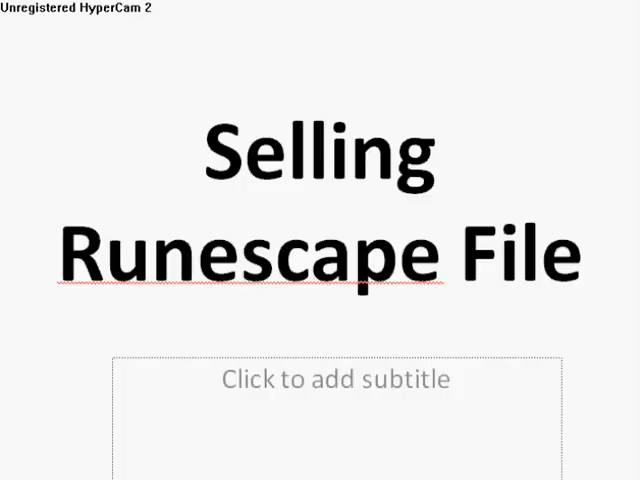 Unregistered HyperCam 2
Selling
Runescape File
Click to add subtitle